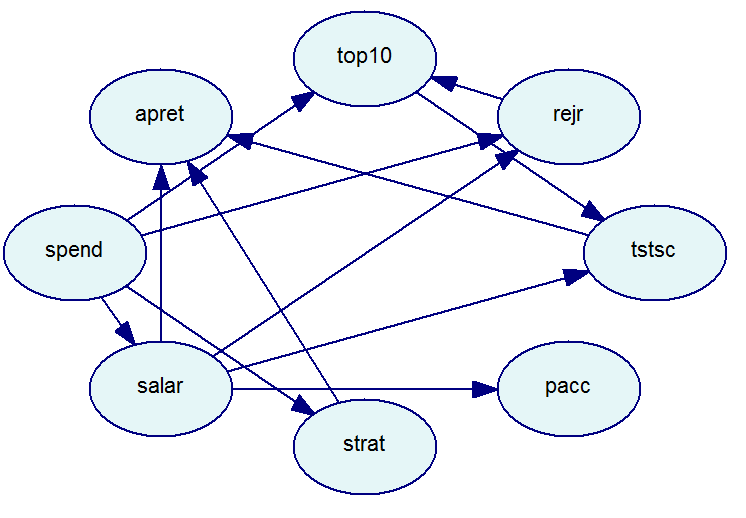 top10
apret
rejr
spend
tstsc
salar
pacc
strat